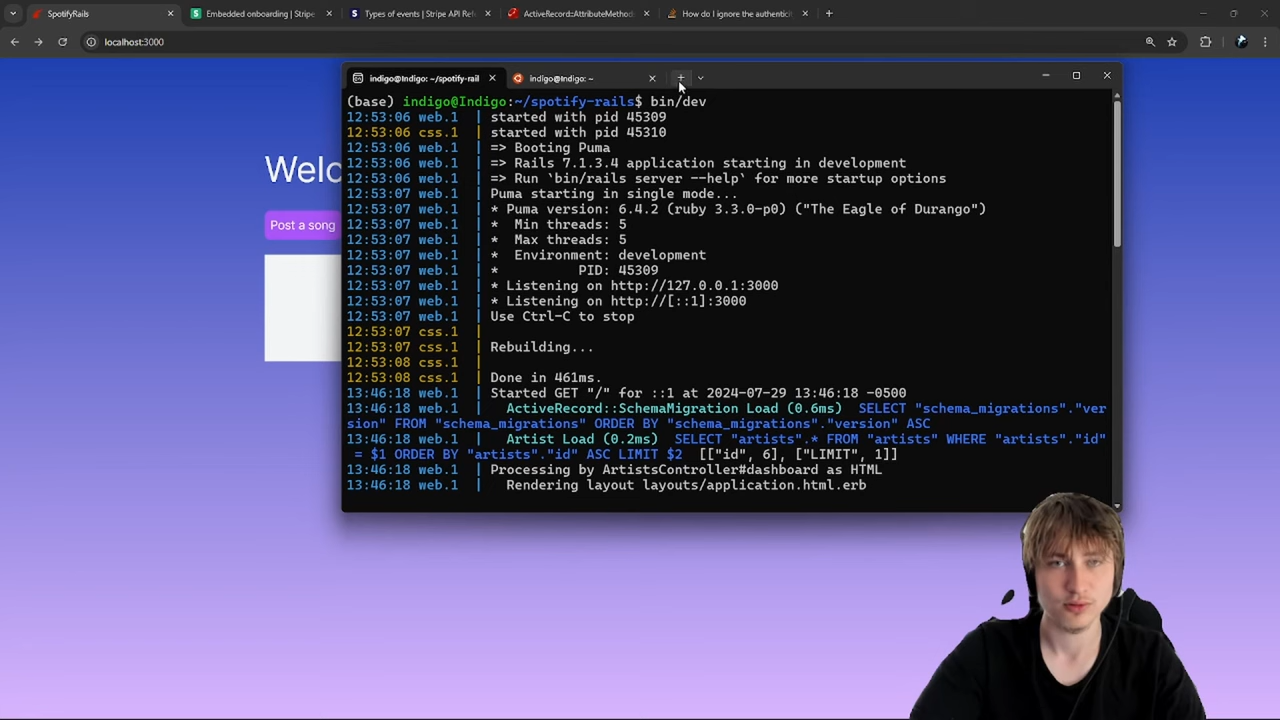 SpotifyRails
Embedded onboarding | Stripe
Types of events | Stripe API Ref
ActiveRecord::AttributeMethod
How do I ignore the authenticit
localhost:3000
Welc
Post a song
indigo@Indigo: ~/spotify-rail
indigo@Indigo: ~
(base) indigo@Indigo:~/spotify-rails$ bin/dev
12:53:06 web.1 | started with pid 45309
12:53:06 css.1 | started with pid 45310
12:53:06 web.1 | => Booting Puma
12:53:06 web.1 | => Rails 7.1.3.4 application starting in development
12:53:06 web.1 | => Run `bin/rails server --help` for more startup options
12:53:07 web.1 | Puma starting in single mode...
12:53:07 web.1 | * Puma version: 6.4.2 (ruby 3.3.0-p0) ("The Eagle of Durango")
12:53:07 web.1 | *  Min threads: 5
12:53:07 web.1 | *  Max threads: 5
12:53:07 web.1 | *  Environment: development
12:53:07 web.1 | *          PID: 45309
12:53:07 web.1 | * Listening on http://127.0.0.1:3000
12:53:07 web.1 | * Listening on http://[::1]:3000
12:53:07 web.1 | Use Ctrl-C to stop
12:53:07 css.1 |
12:53:07 css.1 | Rebuilding...
12:53:08 css.1 |
12:53:08 css.1 | Done in 461ms.
13:46:18 web.1 | Started GET "/" for ::1 at 2024-07-29 13:46:18 -0500
13:46:18 web.1 |   ActiveRecord::SchemaMigration Load (0.6ms)  SELECT "schema_migrations"."ver
sion" FROM "schema_migrations" ORDER BY "schema_migrations"."version" ASC
13:46:18 web.1 |   Artist Load (0.2ms)  SELECT "artists".* FROM "artists" WHERE "artists"."id"
= $1 ORDER BY "artists"."id" ASC LIMIT $2  [["id", 6], ["LIMIT", 1]]
13:46:18 web.1 | Processing by ArtistsController#dashboard as HTML
13:46:18 web.1 |   Rendering layout layouts/application.html.erb